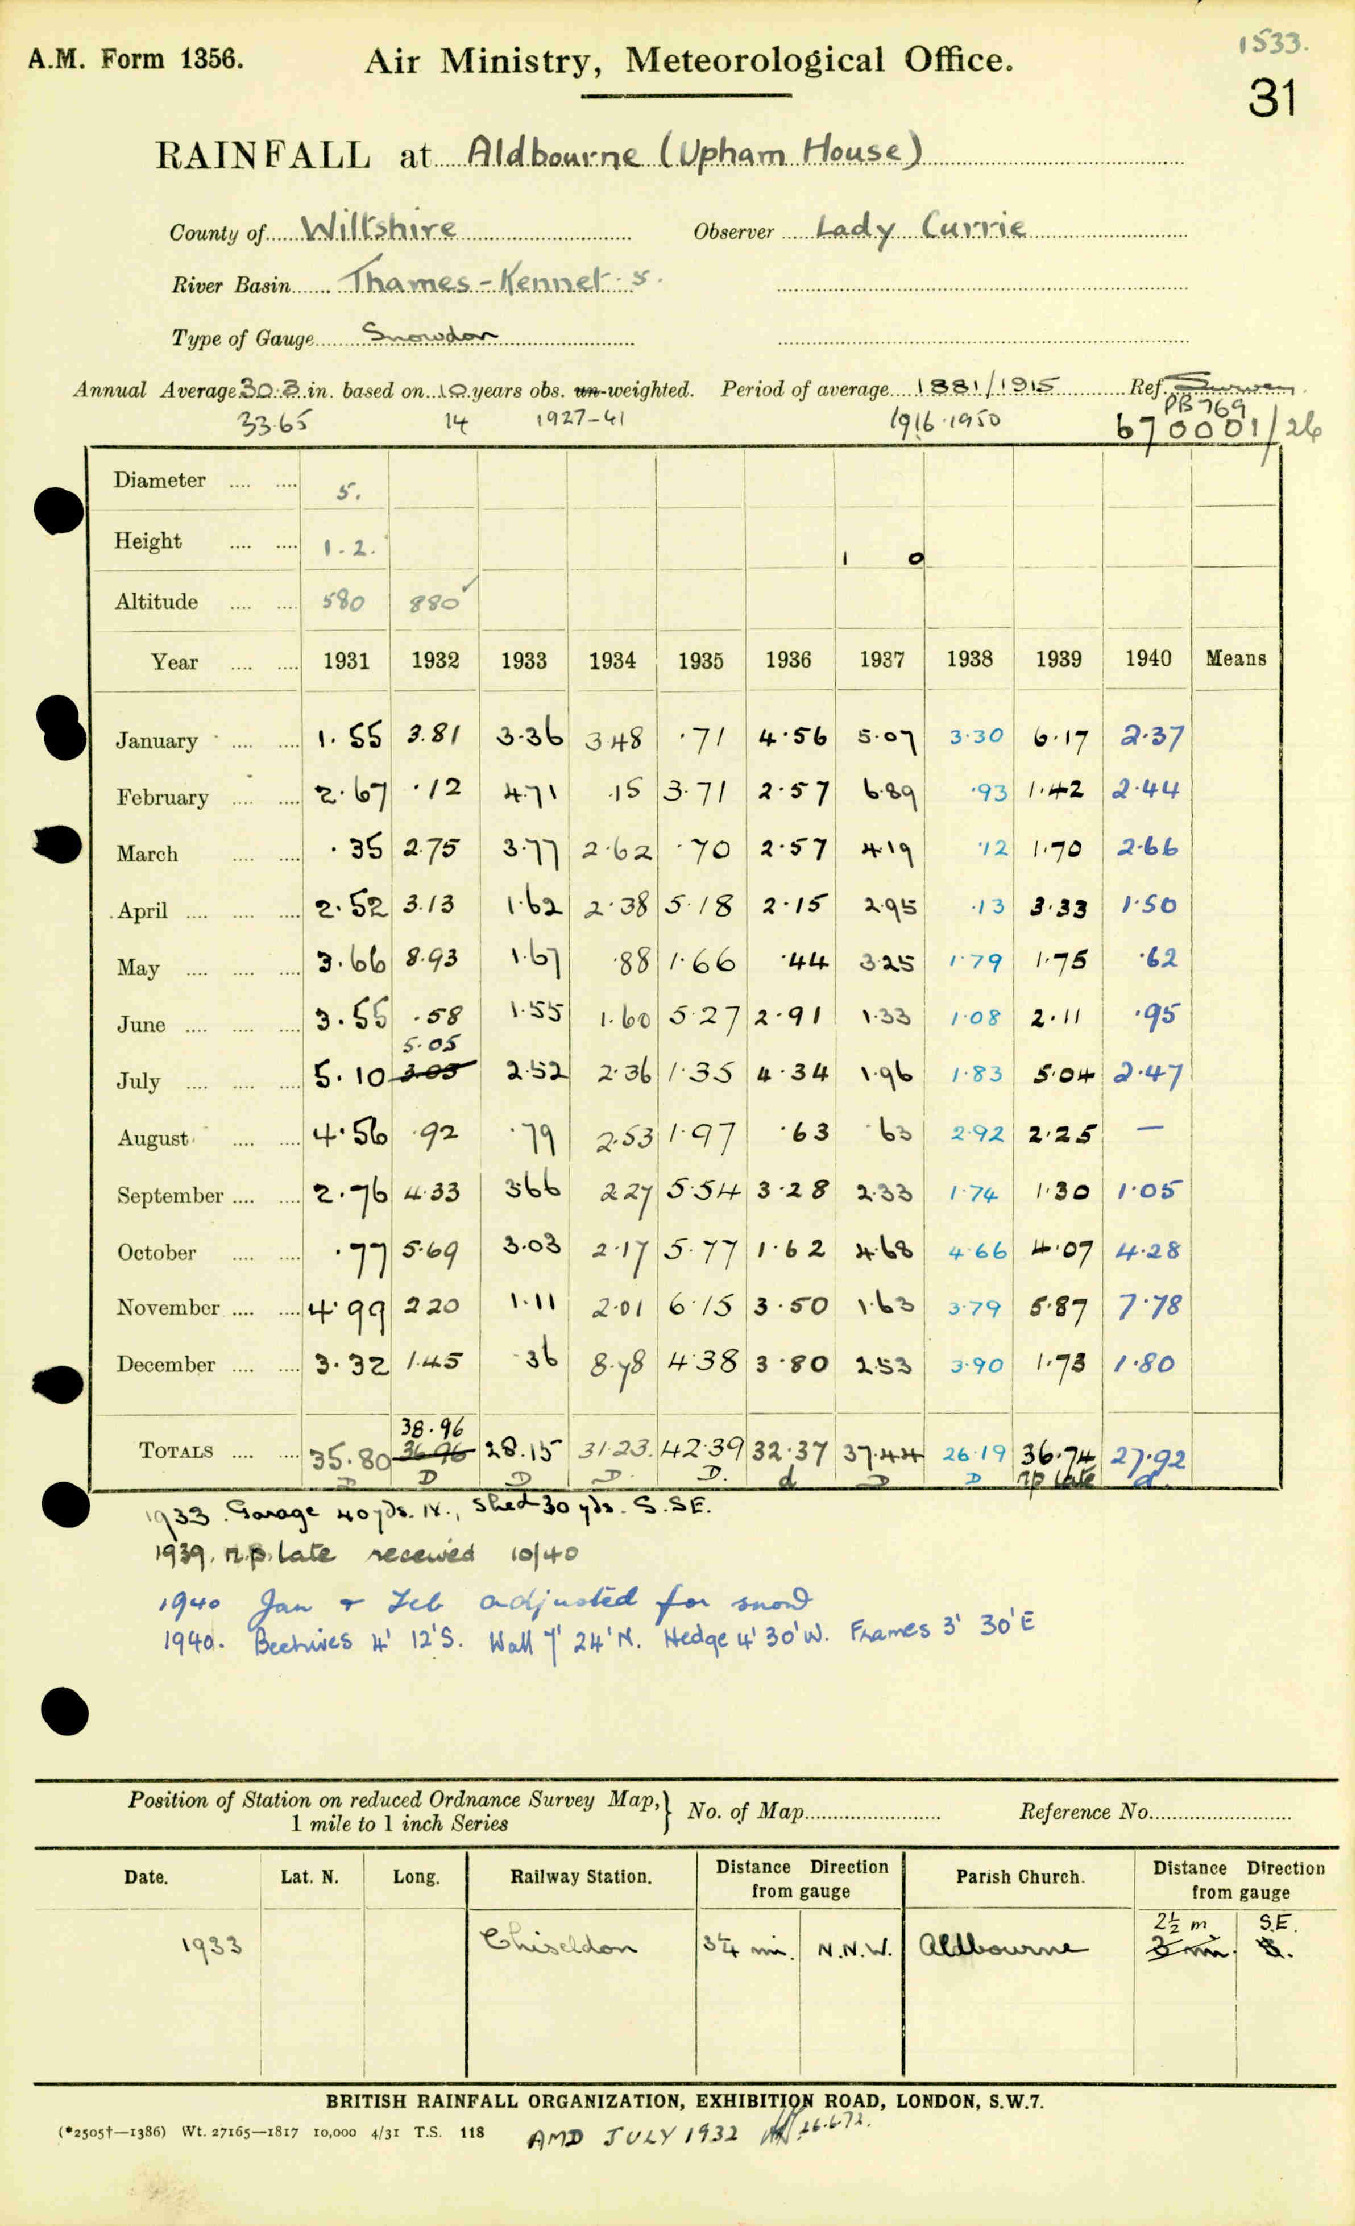 1533.
A.M. Form 1356. Air Ministry, Meteorological Office.
31
RAINFALL at Aldbourne (Upham House)
County of Wiltshire Observer Lady Currie
River Basin Thames - Kennet. 5.
Type of Gauge Snowdon
Annual Average 30.3 in. based on 10 years obs. un-weighted. Period of average 1881/1915 Ref. Survey
PB 769
33.65 14 1927-41 1916-1950 670001/26
Diameter 5.
Height 1-2. 1 0
Altitude 580 880 ✓
Year 1931 1932 1933 1934 1935 1936 1937 1938 1939 1940 Means
January 1.55 3.81 3.36 3.48 .71 4.56 5.07 3.30 6.17 2.37
February 2.67 .12 4.71 .15 3.71 2.57 6.89 .93 1.42 2.44
March .35 2.75 3.77 2.62 .70 2.57 4.19 .12 1.70 2.66
April 2.52 3.13 1.62 2.38 5.18 2.15 2.95 .13 3.33 1.50
May 3.66 8.93 1.67 .88 1.66 .44 3.25 1.79 1.75 .62
June 3.55 .58 1.55 1.60 5.27 2.91 1.33 1.08 2.11 .95
5.05
July 5.10 3.05 2.52 2.36 1.35 4.34 1.96 1.83 5.04 2.47
August 4.56 .92 .79 2.53 1.97 .63 .63 2.92 2.25 —
September 2.76 4.33 3.66 2.27 5.54 3.28 2.33 1.74 1.30 1.05
October .77 5.69 3.03 2.17 5.77 1.62 4.68 4.66 4.07 4.28
November 4.99 2.20 1.11 2.01 6.15 3.50 1.63 3.79 5.87 7.78
December 3.32 1.45 .36 8.78 4.38 3.80 2.53 3.90 1.73 1.80
38.96
TOTALS 35.80 36.96 28.15 31.23. 42.39 32.37 37.44 26.19 36.74 27.92
D D D D. D. d D D n.p late d.
1933. Garage 40 yds. N., Shed 30 yds. S.SE.
1939. n.p. late received 10/40
1940 Jan & Feb adjusted for snow
1940. Beehives 4' 12'S. Wall 7' 24'N. Hedge 4' 30'W. Frames 3' 30'E
Position of Station on reduced Ordnance Survey Map,} No. of Map Reference No.
1 mile to 1 inch Series
Date. Lat. N. Long. Railway Station. Distance Direction from gauge Parish Church. Distance Direction from gauge
2½ m S.E.
1933 Chiseldon 3¼ mi. N.N.W. Aldbourne 3 mi. S.
BRITISH RAINFALL ORGANIZATION, EXHIBITION ROAD, LONDON, S.W.7.
(*2505†—1386) Wt. 27165—1817 10,000 4/31 T.S. 118 AMD JULY 1932 26.6.72.